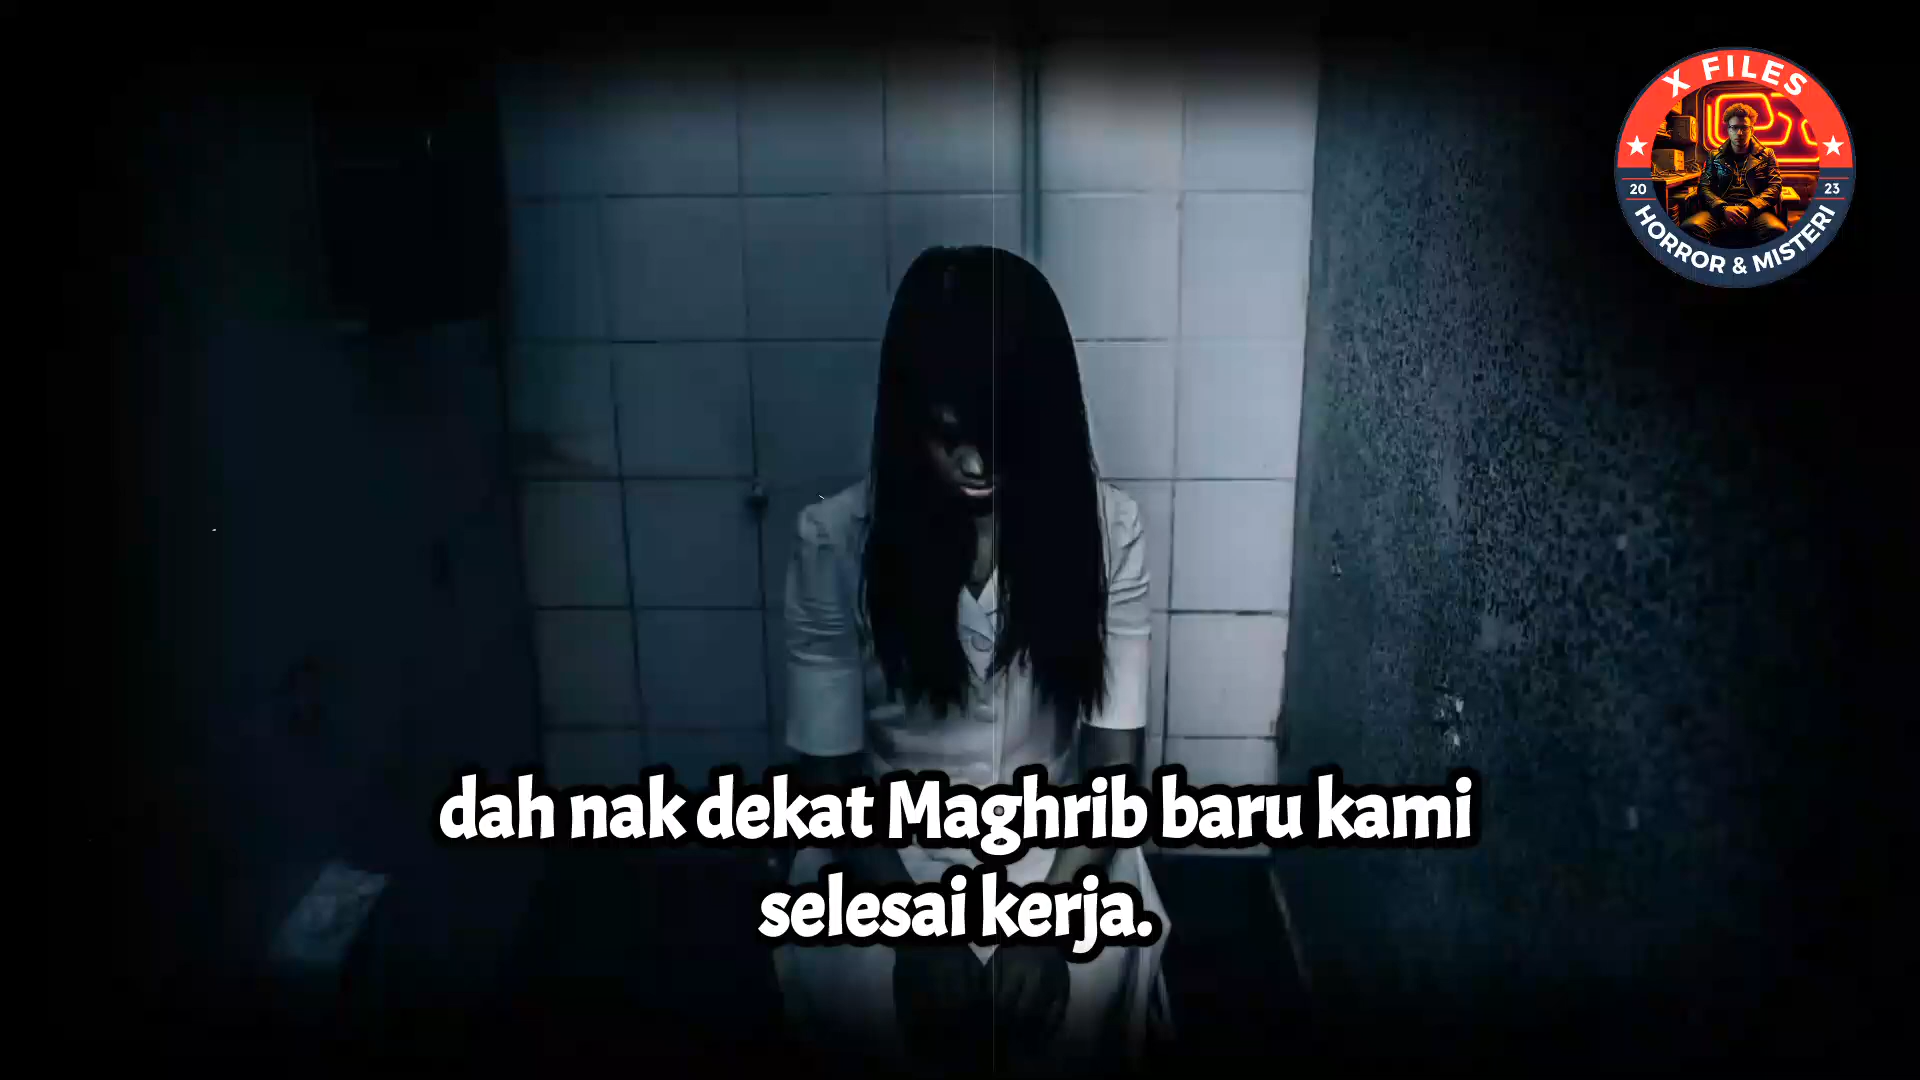 X FILES
20 23
HORROR & MISTERI
dah nak dekat Maghrib baru kami
selesai kerja.